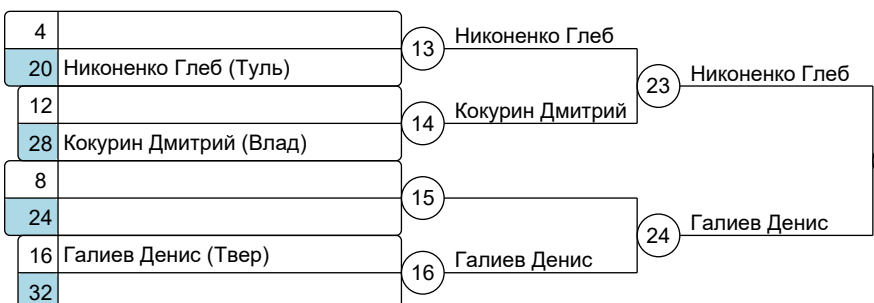 4
20 Никоненко Глеб (Туль)
12
28 Кокурин Дмитрий (Влад)
8
24
16 Галиев Денис (Твер)
32
13 Никоненко Глеб
14 Кокурин Дмитрий
15
16 Галиев Денис
23 Никоненко Глеб
24 Галиев Денис